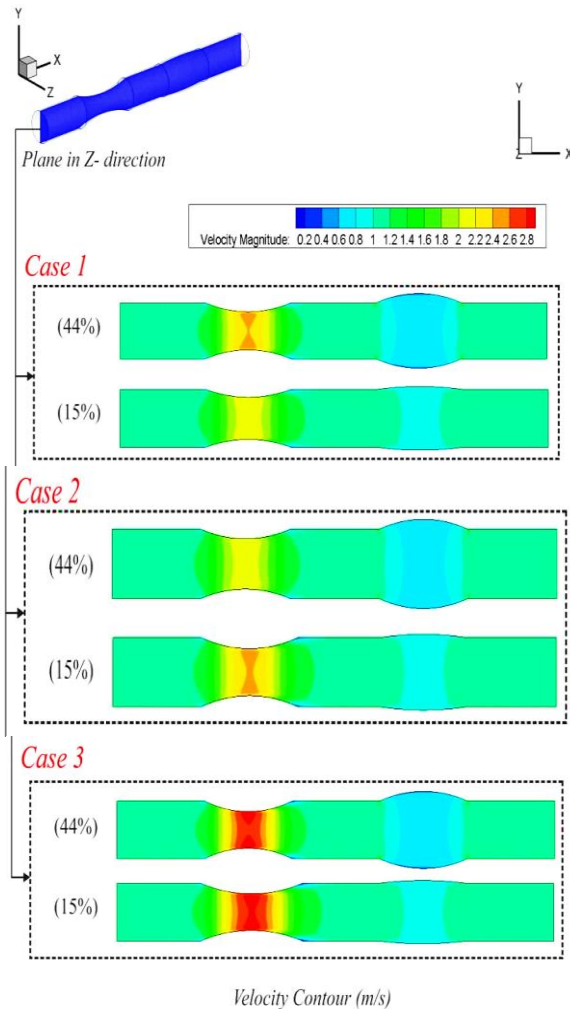 Y
X
Z
Plane in Z- direction
Y
Z X
Velocity Magnitude: 0.2 0.4 0.6 0.8 1 1.2 1.4 1.6 1.8 2 2.2 2.4 2.6 2.8
Case 1
(44%)
(15%)
Case 2
(44%)
(15%)
Case 3
(44%)
(15%)
Velocity Contour (m/s)